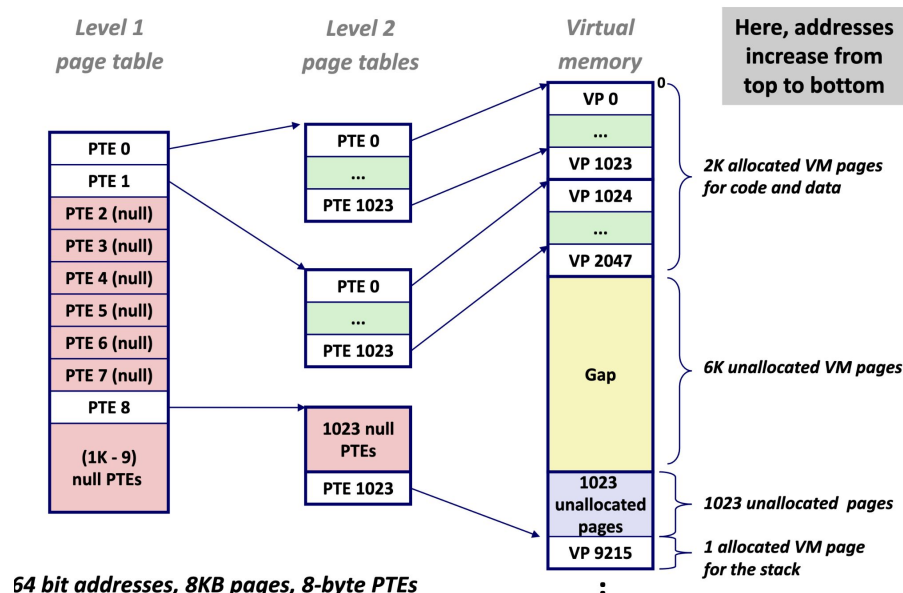 Level 1
page table
Level 2
page tables
Virtual
memory
Here, addresses
increase from
top to bottom
0
PTE 0
PTE 1
PTE 2 (null)
PTE 3 (null)
PTE 4 (null)
PTE 5 (null)
PTE 6 (null)
PTE 7 (null)
PTE 8
(1K - 9)
null PTEs
PTE 0
...
PTE 1023
PTE 0
...
PTE 1023
1023 null
PTEs
PTE 1023
VP 0
...
VP 1023
VP 1024
...
VP 2047
Gap
1023
unallocated
pages
VP 9215
2K allocated VM pages
for code and data
6K unallocated VM pages
1023 unallocated pages
1 allocated VM page
for the stack
64 bit addresses, 8KB pages, 8-byte PTEs